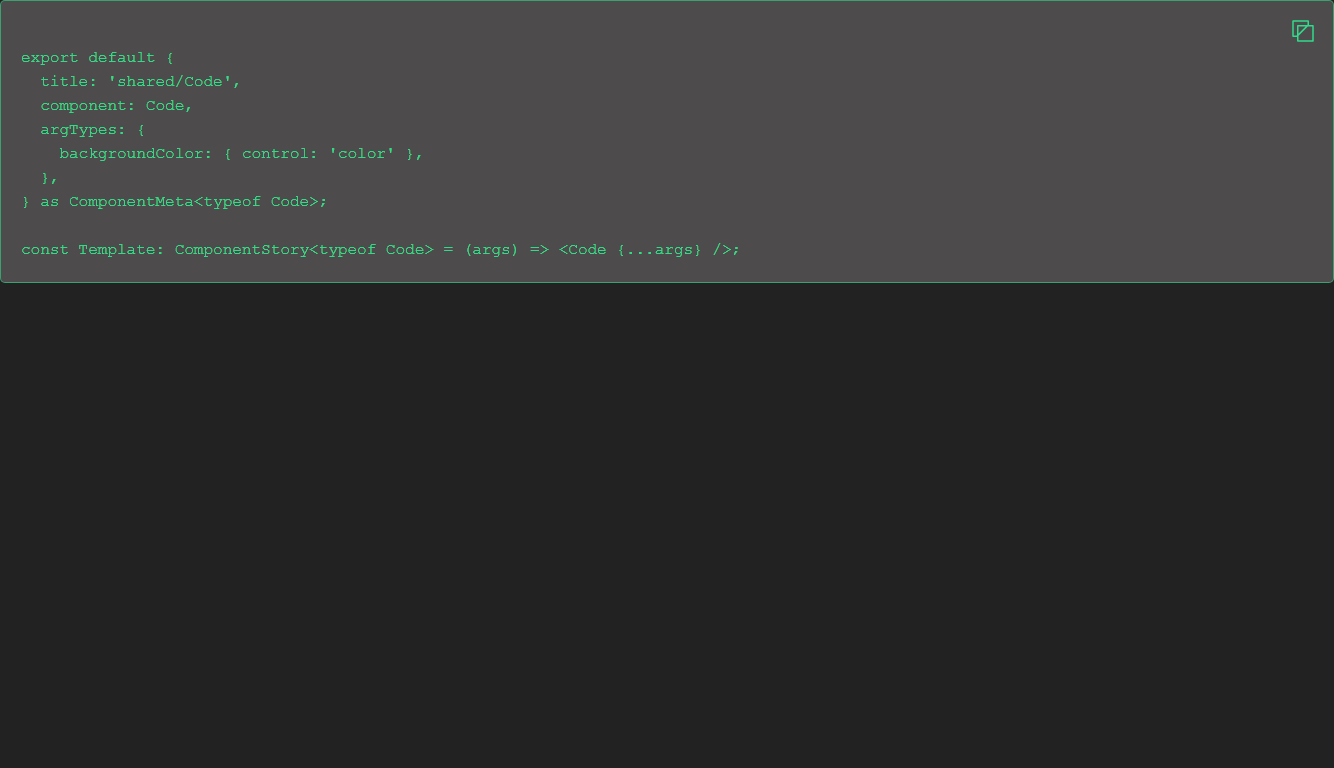 export default {
  title: 'shared/Code',
  component: Code,
  argTypes: {
    backgroundColor: { control: 'color' },
  },
} as ComponentMeta<typeof Code>;

const Template: ComponentStory<typeof Code> = (args) => <Code {...args} />;